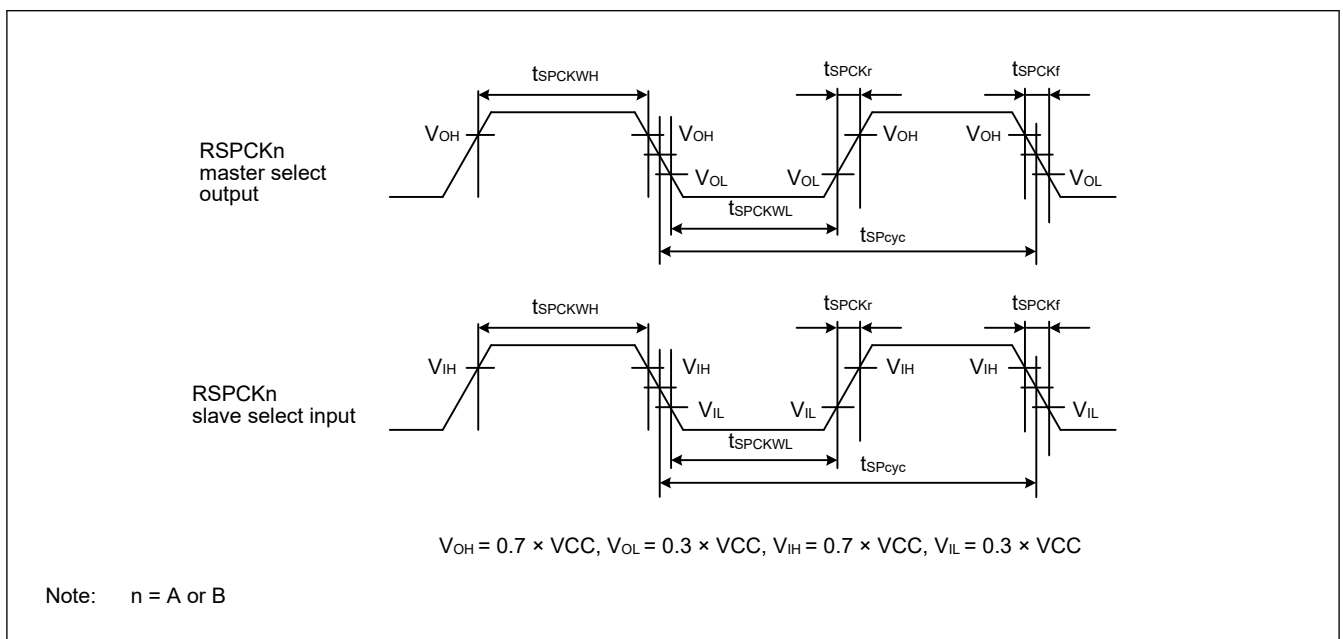 tSPCKWH tSPCKr tSPCKf
VOH VOH VOH VOH
RSPCKn
master select
output
VOL VOL VOL
tSPCKWL
tSPcyc
tSPCKWH tSPCKr tSPCKf
VIH VIH VIH VIH
RSPCKn
slave select input
VIL VIL VIL
tSPCKWL
tSPcyc
VOH = 0.7 × VCC, VOL = 0.3 × VCC, VIH = 0.7 × VCC, VIL = 0.3 × VCC
Note: n = A or B